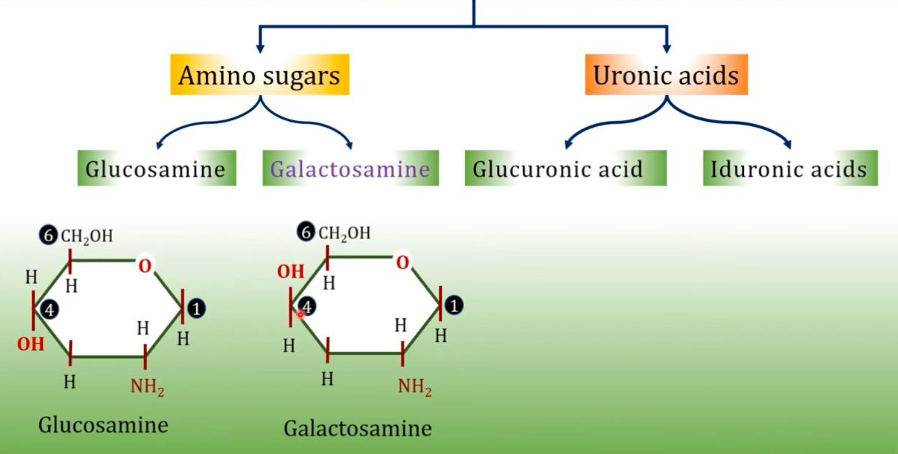 Amino sugars
Uronic acids
Glucosamine
Galactosamine
Glucuronic acid
Iduronic acids
6 CH₂OH
O
H
H
4
1
OH
H
H
H
NH₂
Glucosamine
6 CH₂OH
O
OH
H
4
1
H
H
H
H
NH₂
Galactosamine